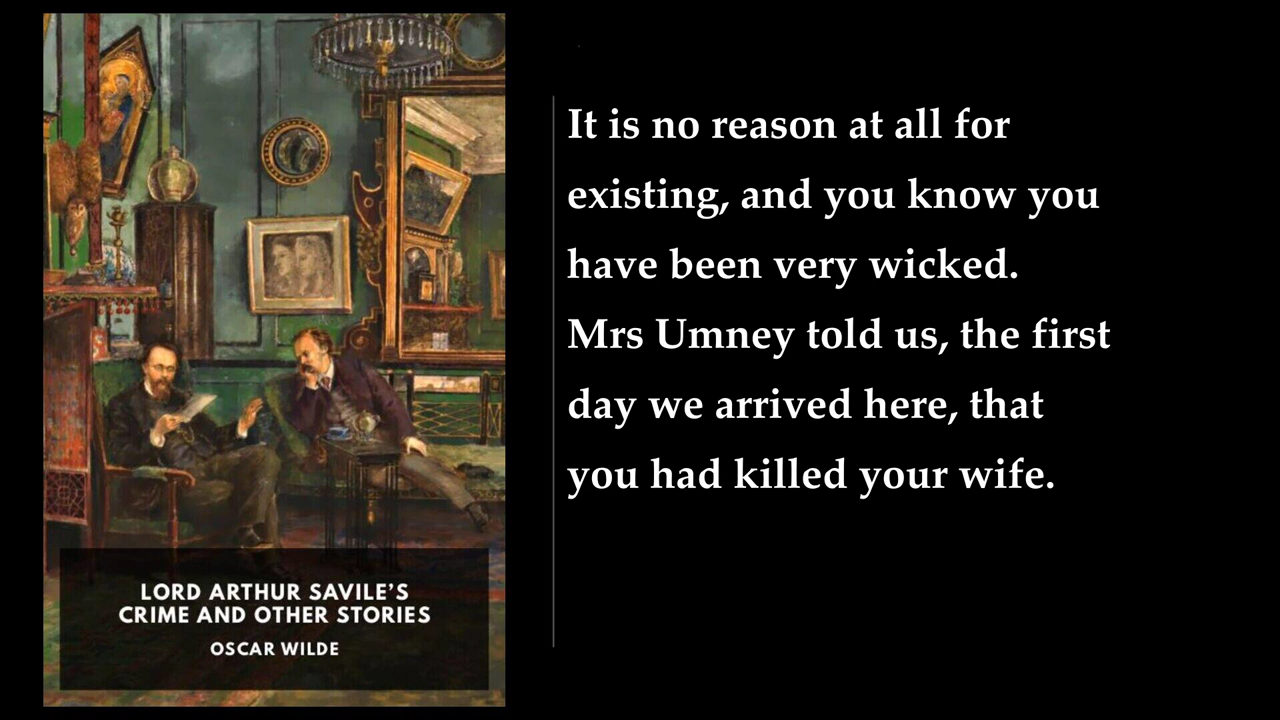 LORD ARTHUR SAVILE’S
CRIME AND OTHER STORIES
OSCAR WILDE
It is no reason at all for
existing, and you know you
have been very wicked.
Mrs Umney told us, the first
day we arrived here, that
you had killed your wife.